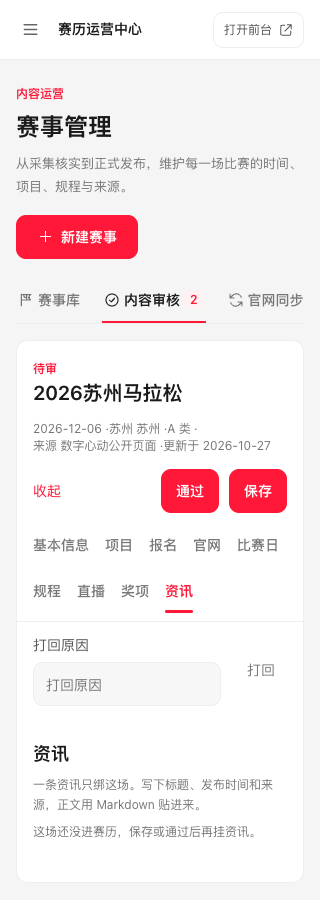 赛历运营中心
打开前台
内容运营
赛事管理
从采集核实到正式发布，维护每一场比赛的时间、
项目、规程与来源。
新建赛事
赛事库 内容审核 2 官网同步
待审
2026苏州马拉松
2026-12-06 ·苏州 苏州 ·A 类 ·
来源 数字心动公开页面 ·更新于 2026-10-27
收起 通过 保存
基本信息 项目 报名 官网 比赛日
规程 直播 奖项 资讯
打回原因
打回原因 打回
资讯
一条资讯只绑这场。写下标题、发布时间和来
源，正文用 Markdown 贴进来。
这场还没进赛历，保存或通过后再挂资讯。